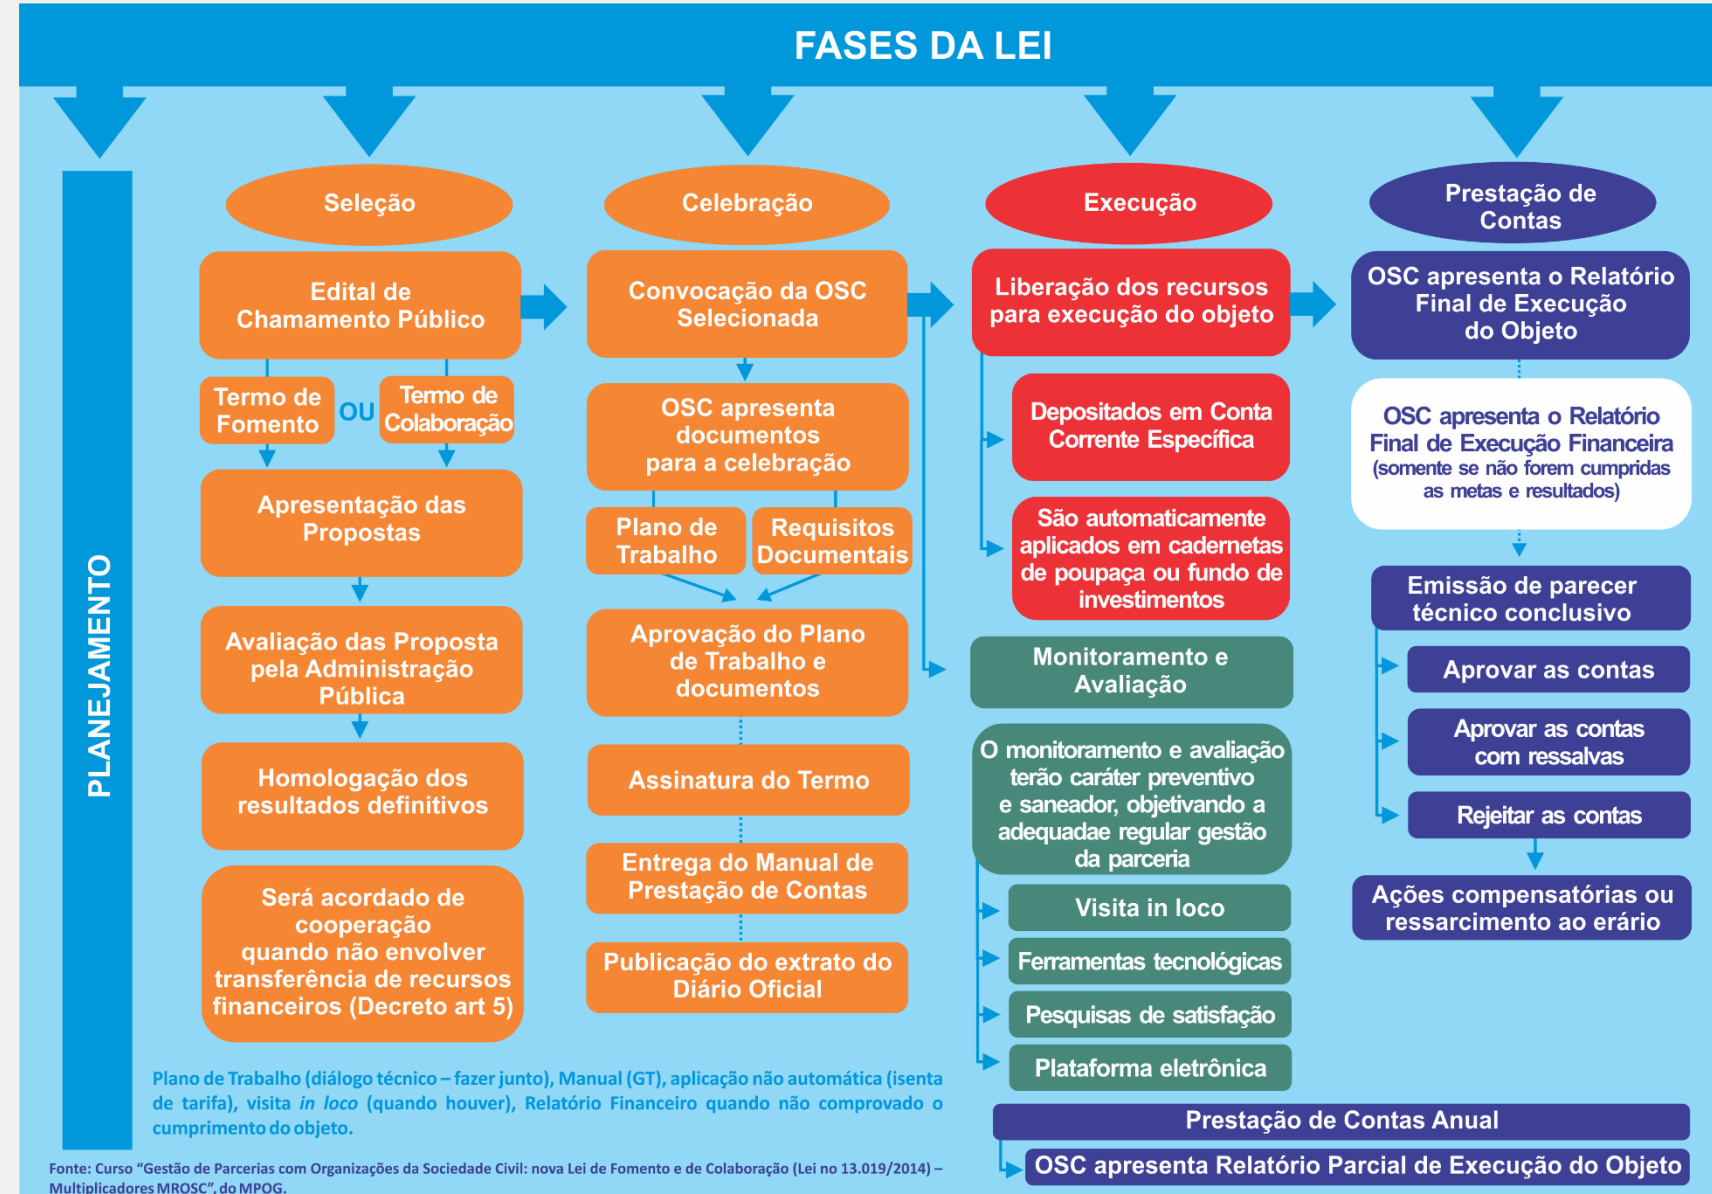 FASES DA LEI
PLANEJAMENTO
Seleção
Edital de
Chamamento Público
Termo de
Fomento
OU
Termo de
Colaboração
Apresentação das
Propostas
Avaliação das Proposta
pela Administração
Pública
Homologação dos
resultados definitivos
Será acordado de
cooperação
quando não envolver
transferência de recursos
financeiros (Decreto art 5)
Celebração
Convocação da OSC
Selecionada
OSC apresenta
documentos
para a celebração
Plano de
Trabalho
Requisitos
Documentais
Aprovação do Plano
de Trabalho e
documentos
Assinatura do Termo
Entrega do Manual de
Prestação de Contas
Publicação do extrato do
Diário Oficial
Execução
Liberação dos recursos
para execução do objeto
Depositados em Conta
Corrente Específica
São automaticamente
aplicados em cadernetas
de poupaça ou fundo de
investimentos
Monitoramento e
Avaliação
O monitoramento e avaliação
terão caráter preventivo
e saneador, objetivando a
adequadae regular gestão
da parceria
Visita in loco
Ferramentas tecnológicas
Pesquisas de satisfação
Plataforma eletrônica
Prestação de
Contas
OSC apresenta o Relatório
Final de Execução
do Objeto
OSC apresenta o Relatório
Final de Execução Financeira
(somente se não forem cumpridas
as metas e resultados)
Emissão de parecer
técnico conclusivo
Aprovar as contas
Aprovar as contas
com ressalvas
Rejeitar as contas
Ações compensatórias ou
ressarcimento ao erário
Prestação de Contas Anual
OSC apresenta Relatório Parcial de Execução do Objeto
Plano de Trabalho (diálogo técnico – fazer junto), Manual (GT), aplicação não automática (isenta
de tarifa), visita in loco (quando houver), Relatório Financeiro quando não comprovado o
cumprimento do objeto.
Fonte: Curso “Gestão de Parcerias com Organizações da Sociedade Civil: nova Lei de Fomento e de Colaboração (Lei no 13.019/2014) –
Multiplicadores MROSC”, do MPOG.